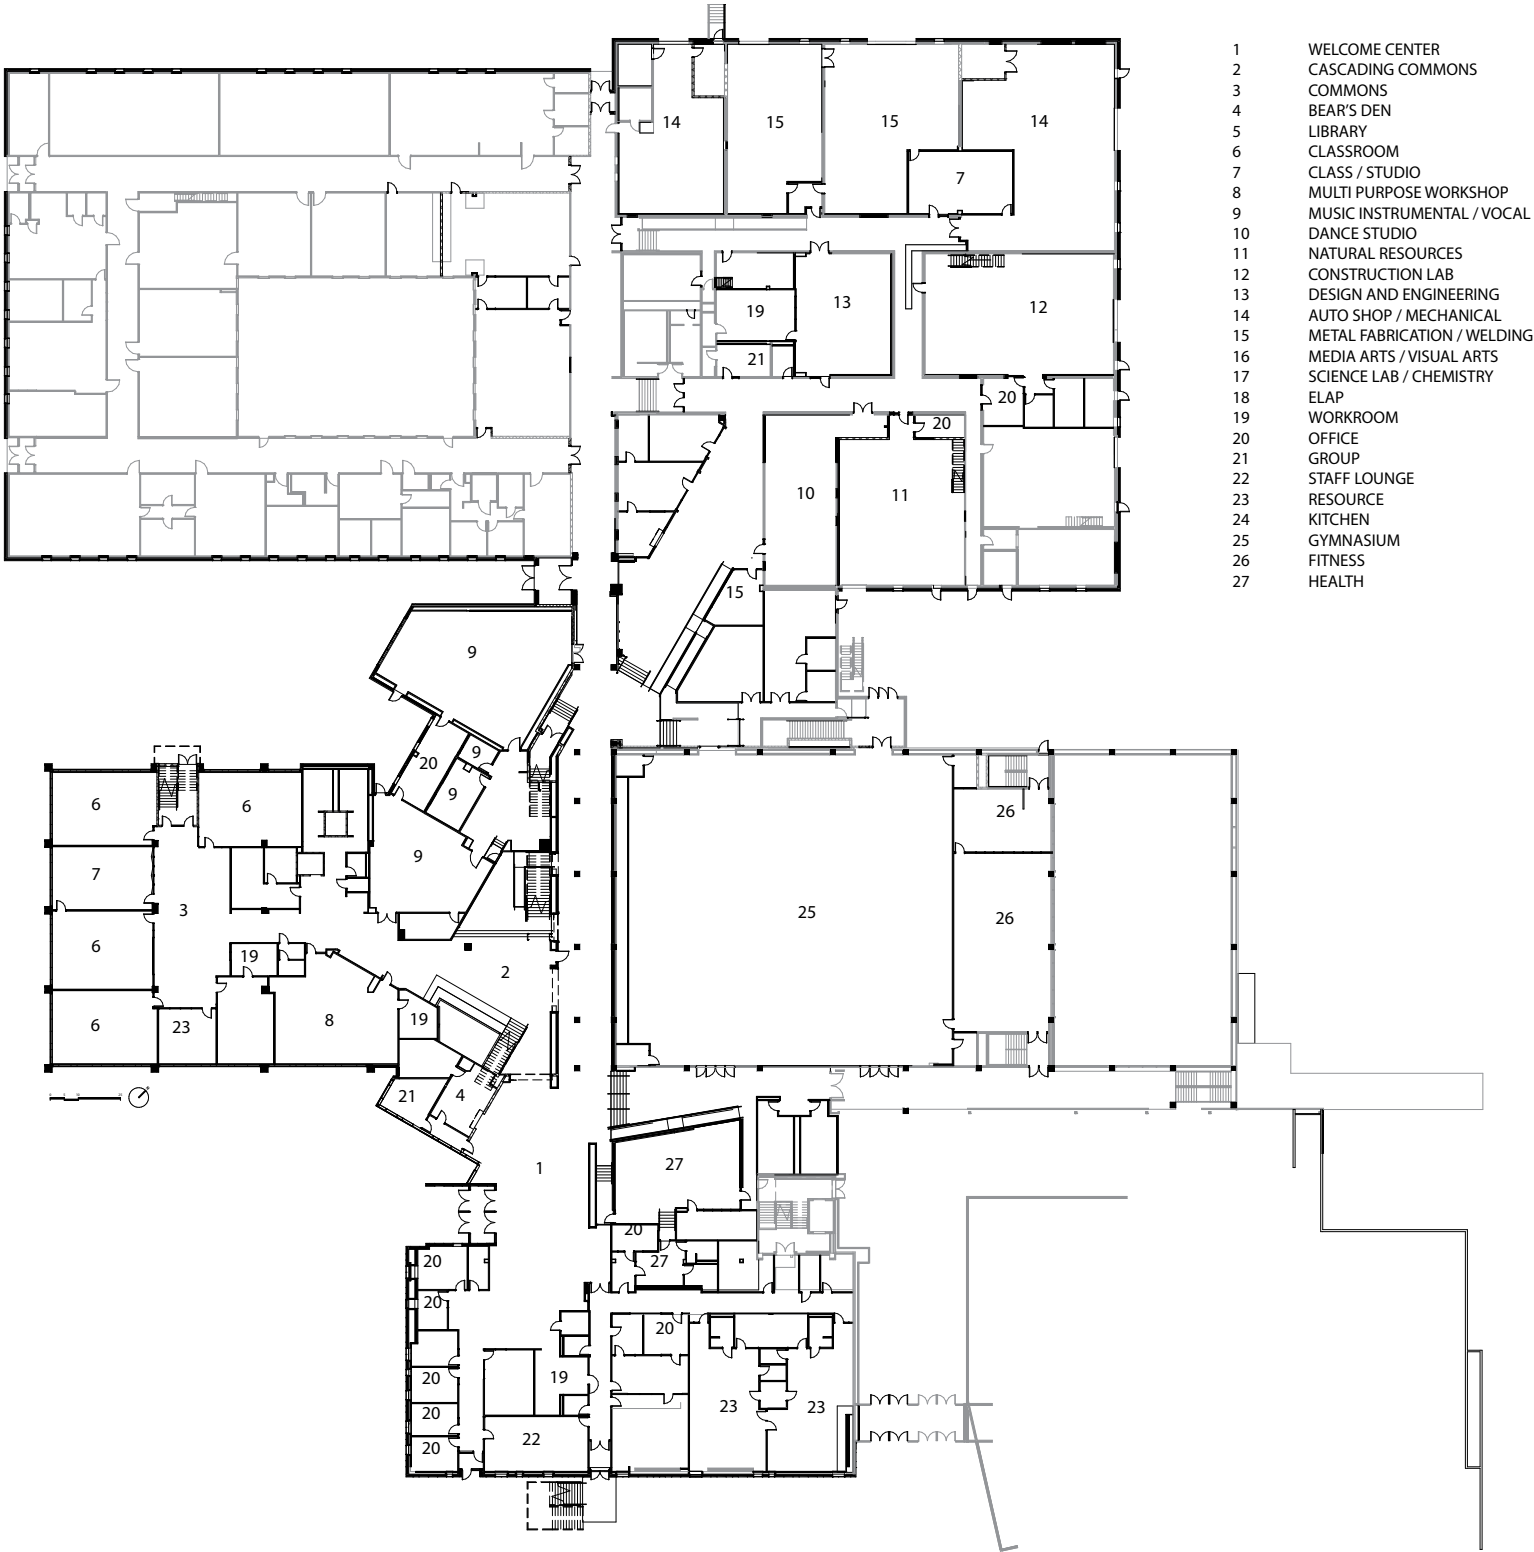 1 WELCOME CENTER
2 CASCADING COMMONS
3 COMMONS
4 BEAR'S DEN
5 LIBRARY
6 CLASSROOM
7 CLASS / STUDIO
8 MULTI PURPOSE WORKSHOP
9 MUSIC INSTRUMENTAL / VOCAL
10 DANCE STUDIO
11 NATURAL RESOURCES
12 CONSTRUCTION LAB
13 DESIGN AND ENGINEERING
14 AUTO SHOP / MECHANICAL
15 METAL FABRICATION / WELDING
16 MEDIA ARTS / VISUAL ARTS
17 SCIENCE LAB / CHEMISTRY
18 ELAP
19 WORKROOM
20 OFFICE
21 GROUP
22 STAFF LOUNGE
23 RESOURCE
24 KITCHEN
25 GYMNASIUM
26 FITNESS
27 HEALTH
14 15 15 14
7
19 13 12
21
20
20
10 11
15
9
9
20
9
6 6
26
7
9
3
25
26
6
19
2
6
23
8
19
21
4
1
27
20
20
27
20
20
19
20
23 23
20
22
20